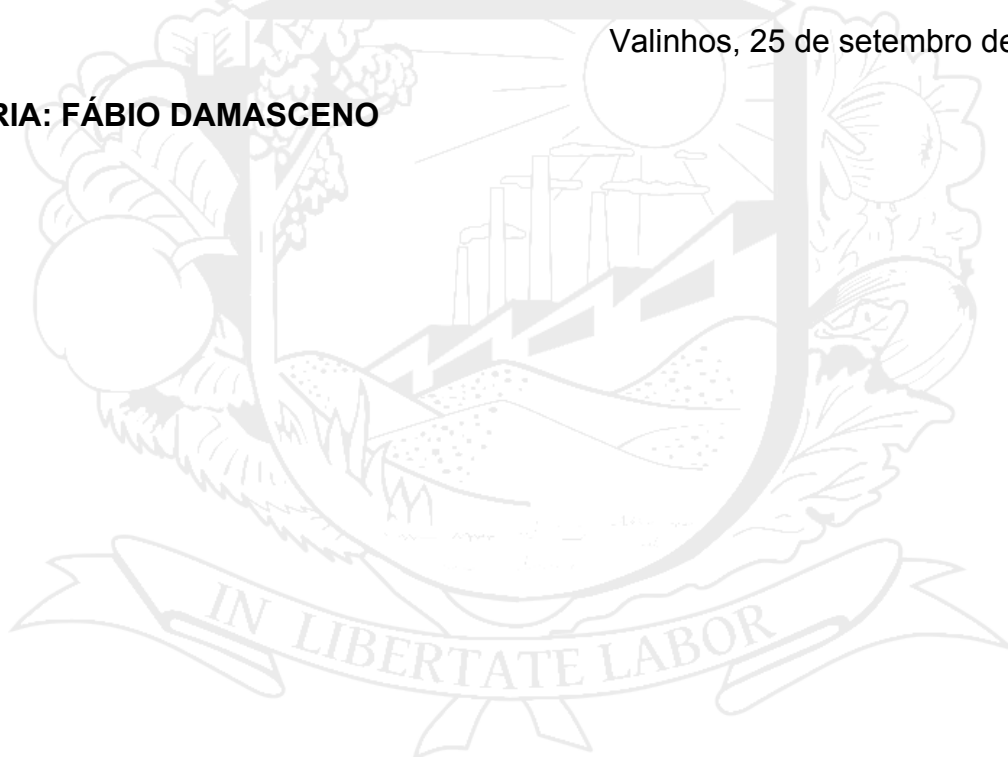 Valinhos, 25 de setembro de
RIA: FÁBIO DAMASCENO
IN LIBERTATE LABOR